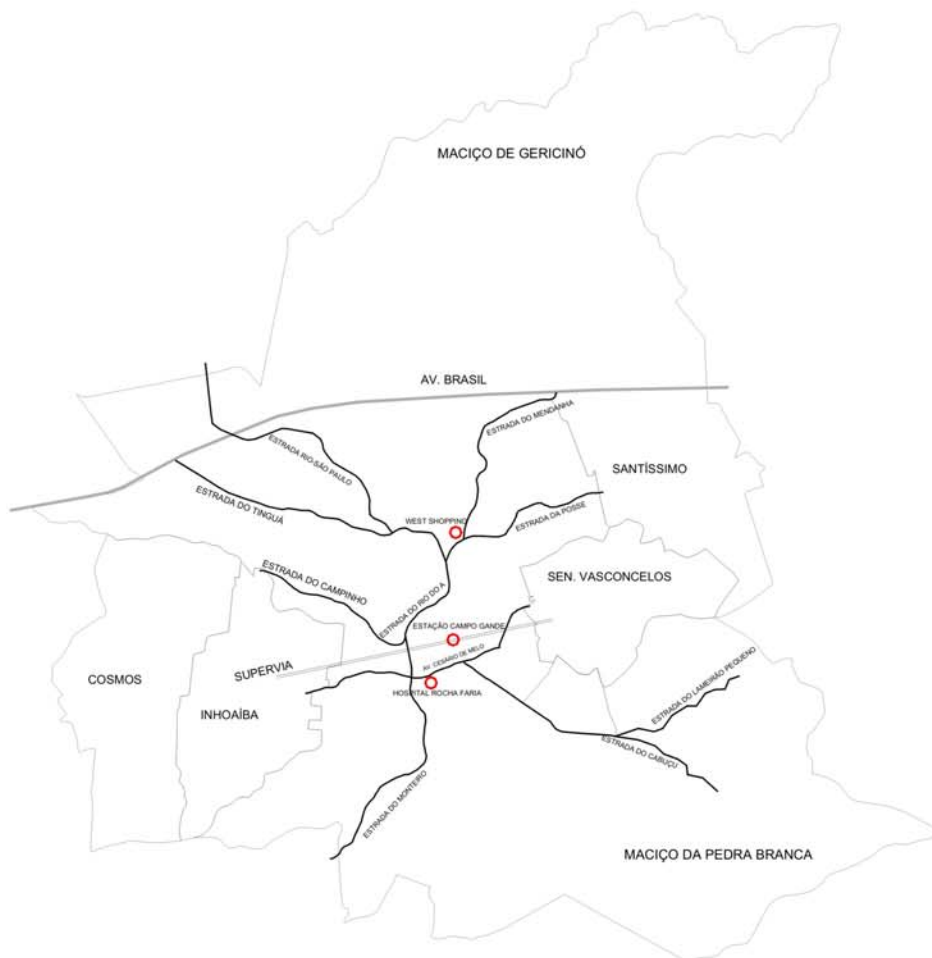 MACIÇO DE GERICINÓ
AV. BRASIL
ESTRADA DO MENDANHA
ESTRADA RIO-SÃO PAULO
SANTÍSSIMO
ESTRADA DO TINGUÁ
WEST SHOPPING
ESTRADA DA POSSE
ESTRADA DO CAMPINHO
SEN. VASCONCELOS
ESTRADA DO RIO DO A
ESTAÇÃO CAMPO GANDE
SUPERVIA
AV. CESARIO DE MELO
COSMOS
HOSPITAL ROCHA FARIA
ESTRADA DO LAMEIRÃO PEQUENO
INHOAÍBA
ESTRADA DO CABUÇU
ESTRADA DO MONTEIRO
MACIÇO DA PEDRA BRANCA